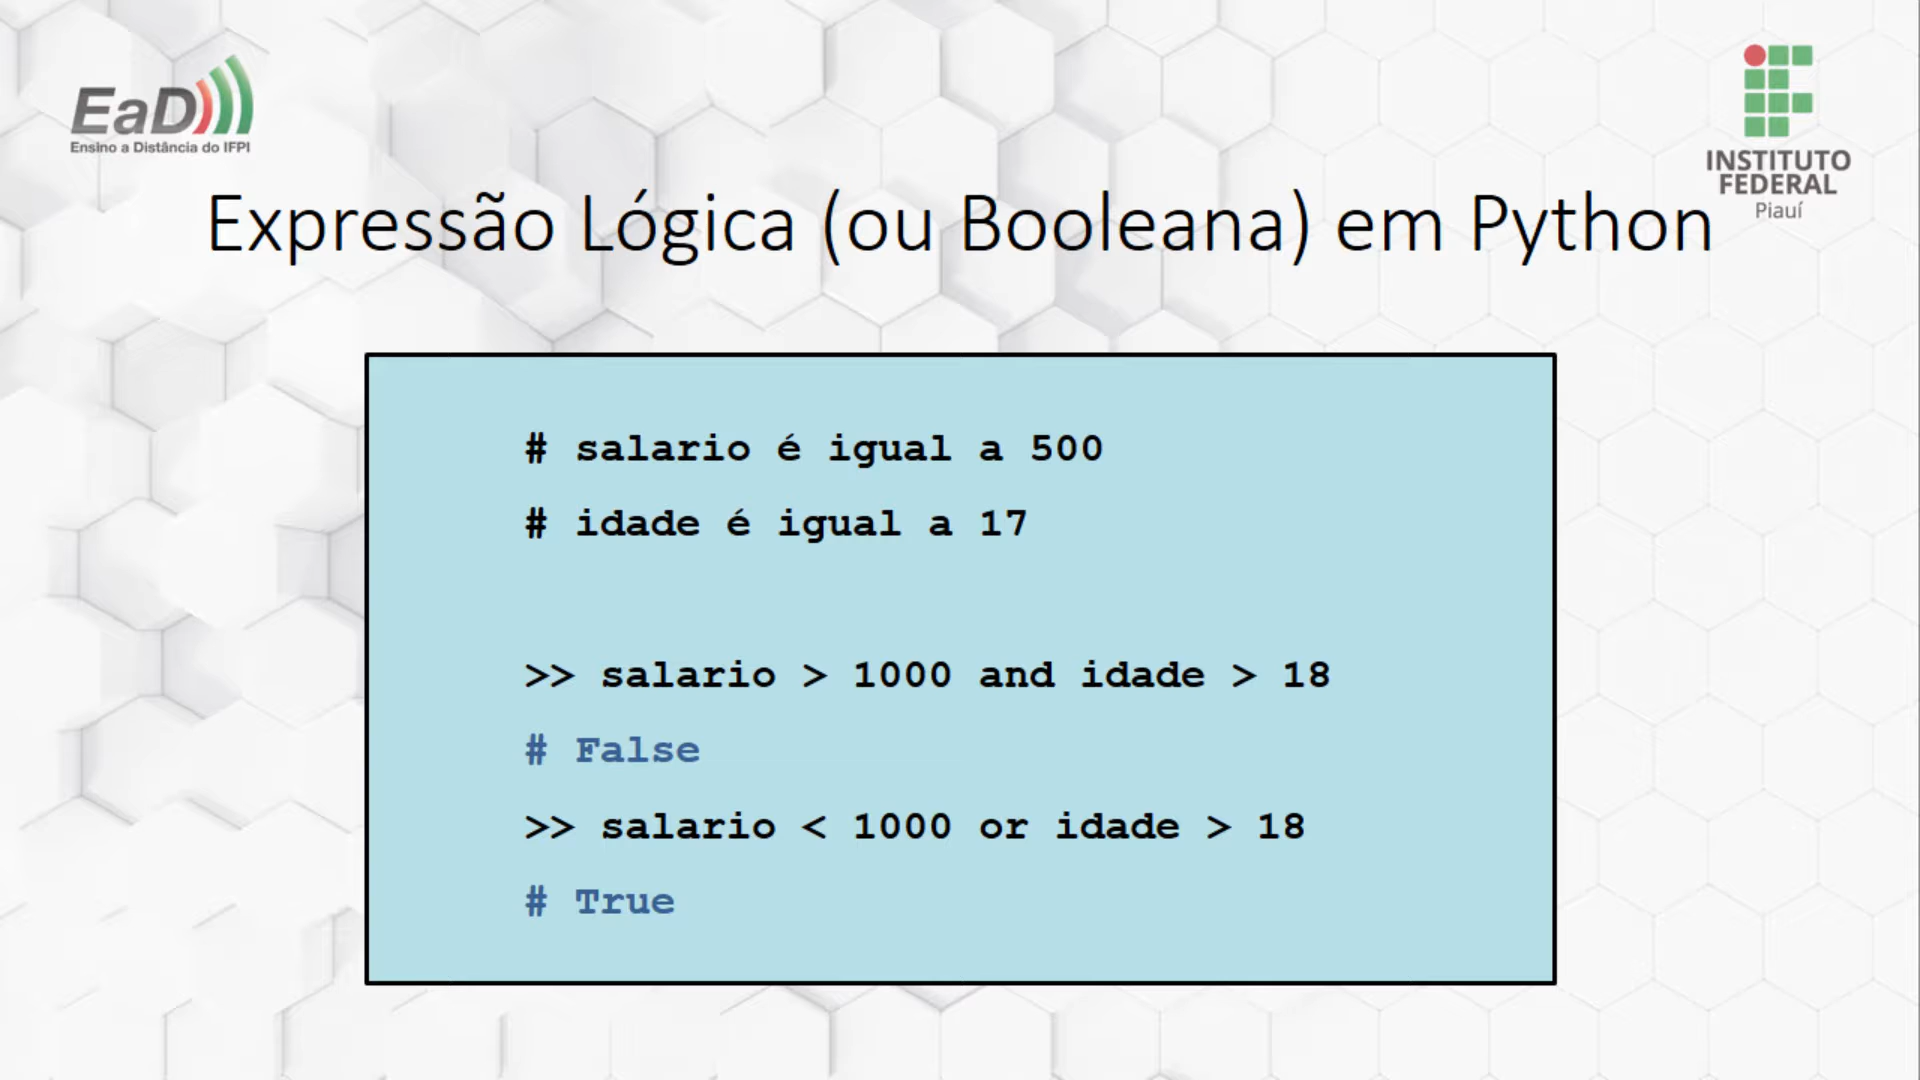 EaD
Ensino a Distância do IFPI
INSTITUTO
FEDERAL
Piauí
Expressão Lógica (ou Booleana) em Python
# salario é igual a 500
# idade é igual a 17
>> salario > 1000 and idade > 18
# False
>> salario < 1000 or idade > 18
# True